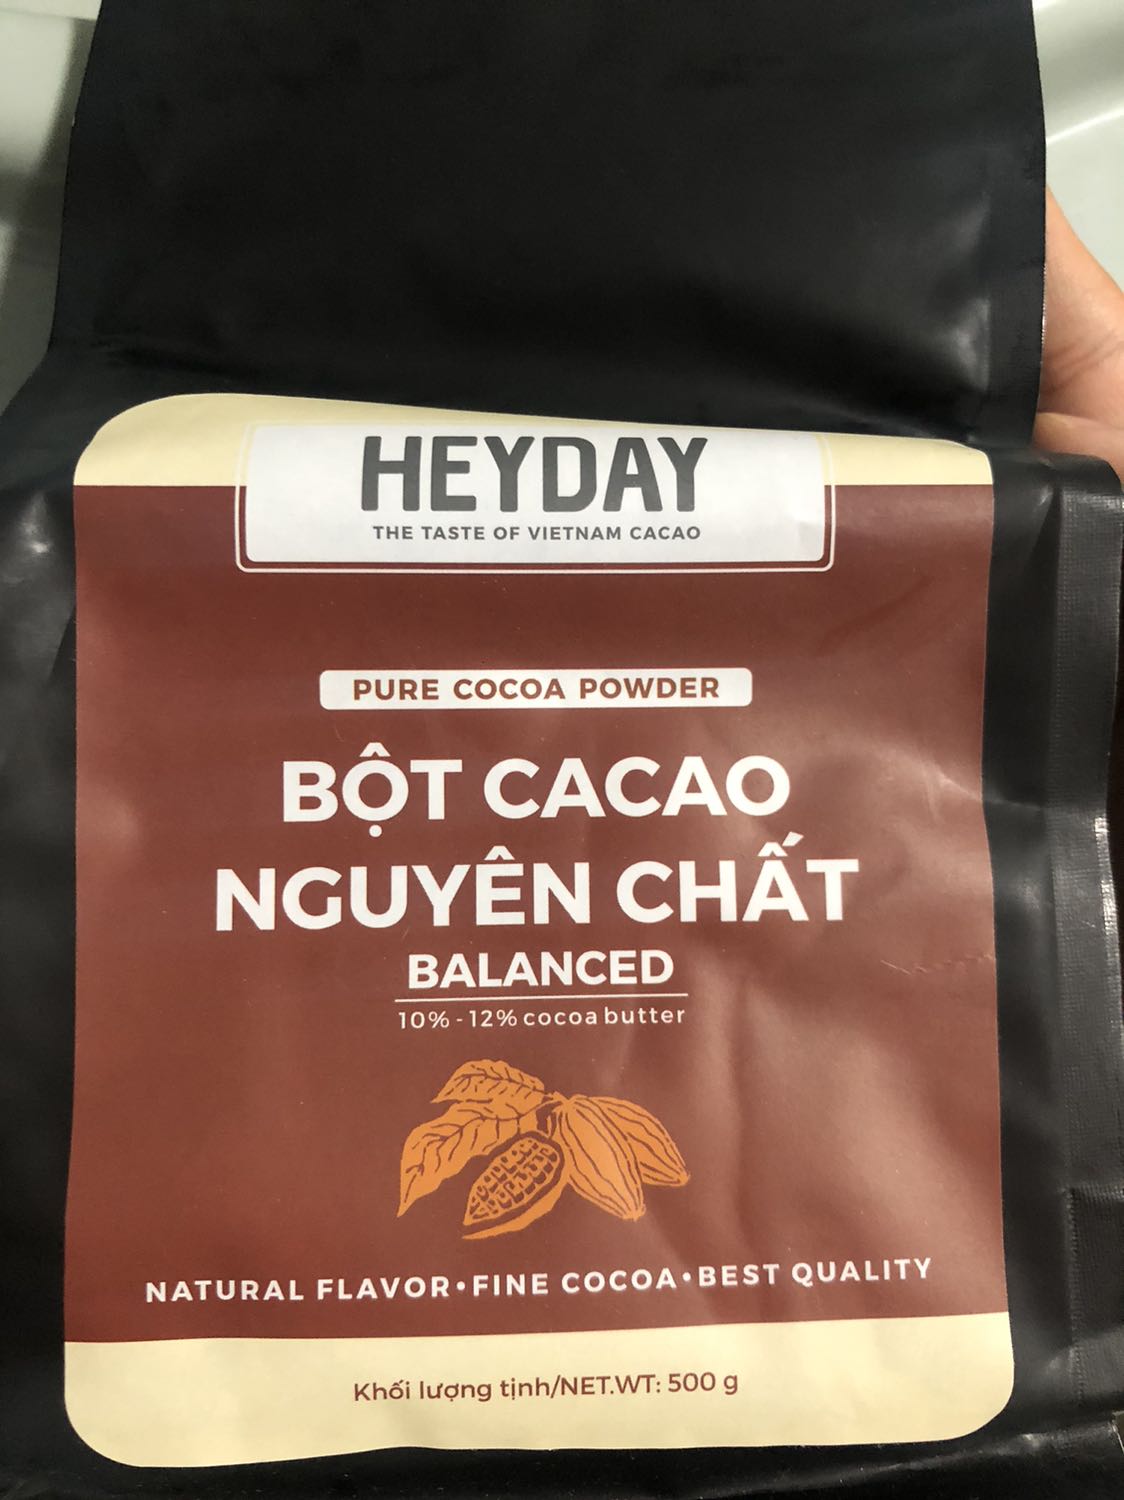 HEYDAY
THE TASTE OF VIETNAM CACAO
PURE COCOA POWDER
BỘT CACAO
NGUYÊN CHẤT
BALANCED
10% - 12% cocoa butter
NATURAL FLAVOR • FINE COCOA • BEST QUALITY
Khối lượng tịnh/NET.WT: 500 g